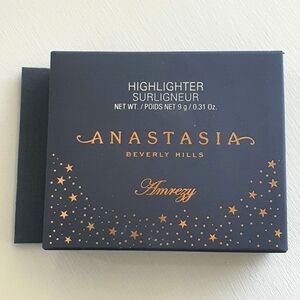 HIGHLIGHTER
SURLIGNEUR
NET WT. / POIDS NET 9 g / 0.31 Oz.
ANASTASIA
BEVERLY HILLS
Amrezy